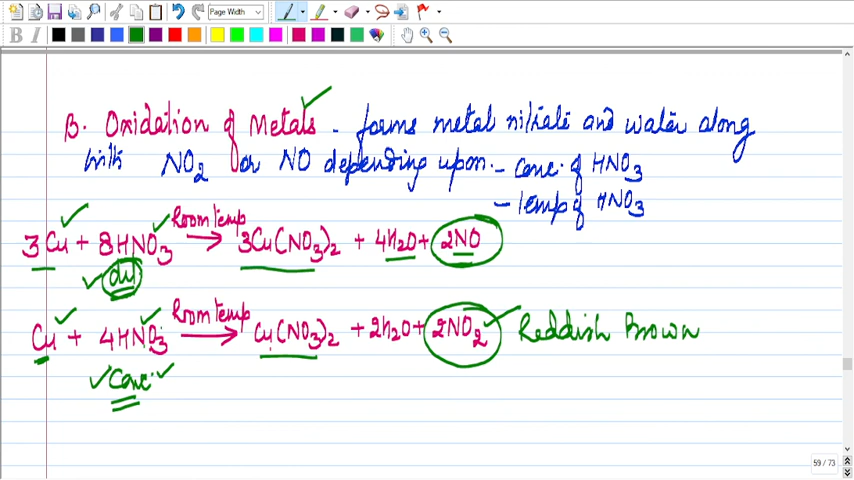 Page Width
B I
B. Oxidation of Metals - forms metal nitrate and water along
with NO2 or NO depending upon - conc. of HNO3
- temp of HNO3
3Cu + 8HNO3 Room temp → 3Cu(NO3)2 + 4H2O + 2NO
dil
Cu + 4HNO3 Room temp → Cu(NO3)2 + 2H2O + 2NO2 Reddish Brown
Conc.
59 / 73